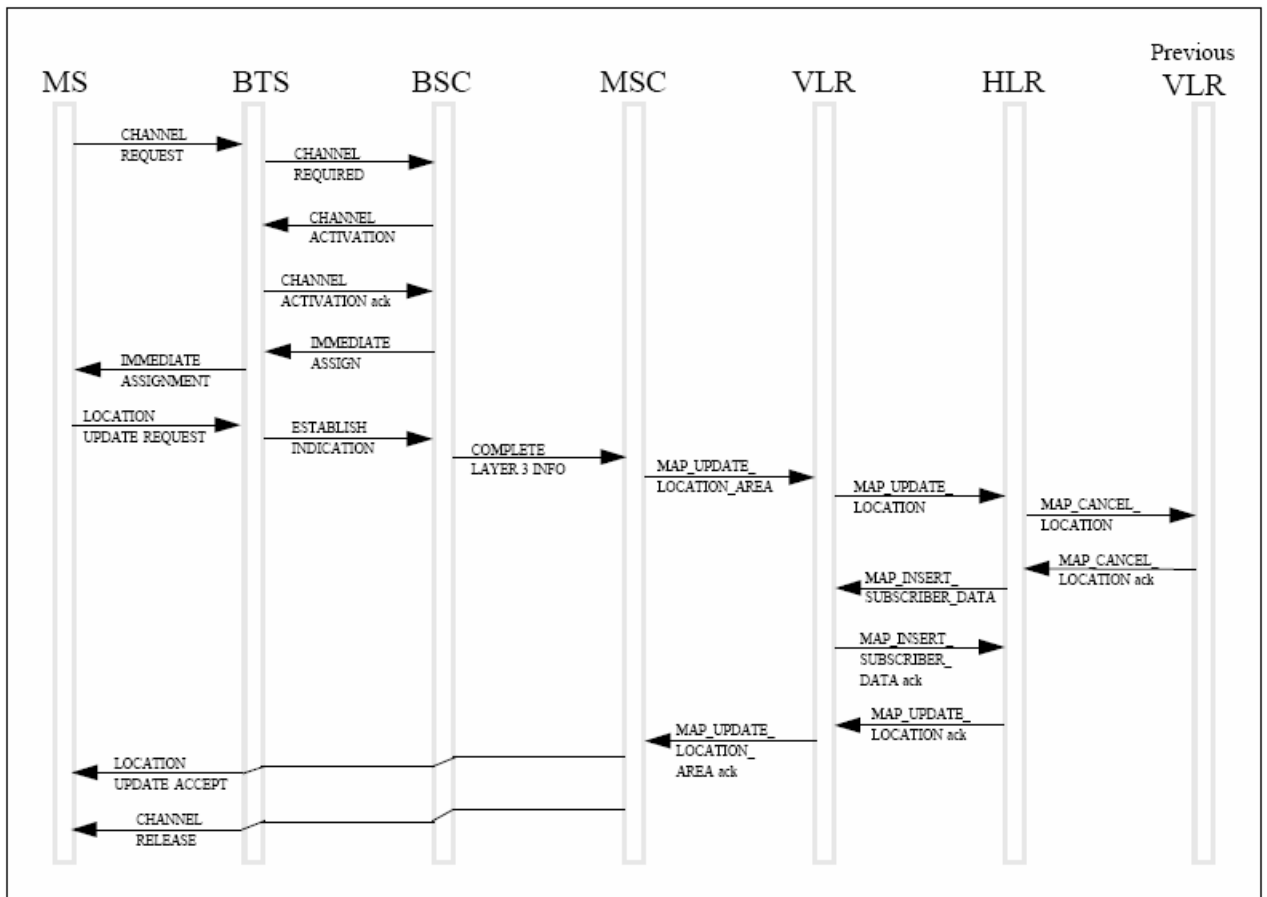 Previous
MS BTS BSC MSC VLR HLR VLR
CHANNEL
REQUEST
CHANNEL
REQUIRED
CHANNEL
ACTIVATION
CHANNEL
ACTIVATION ack
IMMEDIATE
ASSIGN
IMMEDIATE
ASSIGNMENT
LOCATION
UPDATE REQUEST
ESTABLISH
INDICATION
COMPLETE
LAYER 3 INFO
MAP_UPDATE_
LOCATION_AREA
MAP_UPDATE_
LOCATION
MAP_CANCEL_
LOCATION
MAP_CANCEL_
LOCATION ack
MAP_INSERT_
SUBSCRIBER_DATA
MAP_INSERT_
SUBSCRIBER_
DATA ack
MAP_UPDATE_
LOCATION ack
MAP_UPDATE_
LOCATION_
AREA ack
LOCATION
UPDATE ACCEPT
CHANNEL
RELEASE